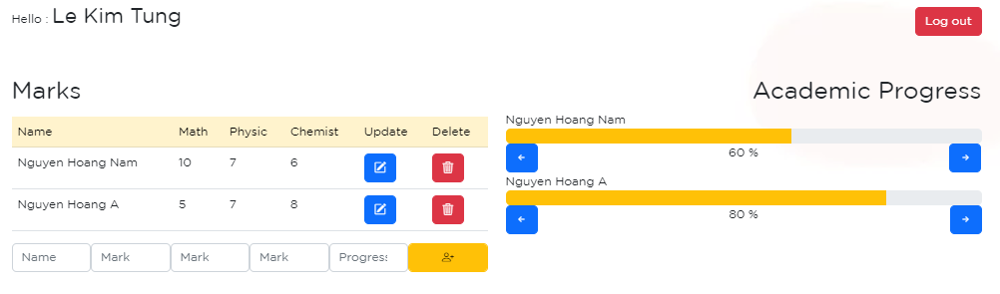 Hello : Le Kim Tung
Log out
Marks
Name Math Physic Chemist Update Delete
Nguyen Hoang Nam 10 7 6
Nguyen Hoang A 5 7 8
Name Mark Mark Mark Progres
Academic Progress
Nguyen Hoang Nam
60 %
Nguyen Hoang A
80 %